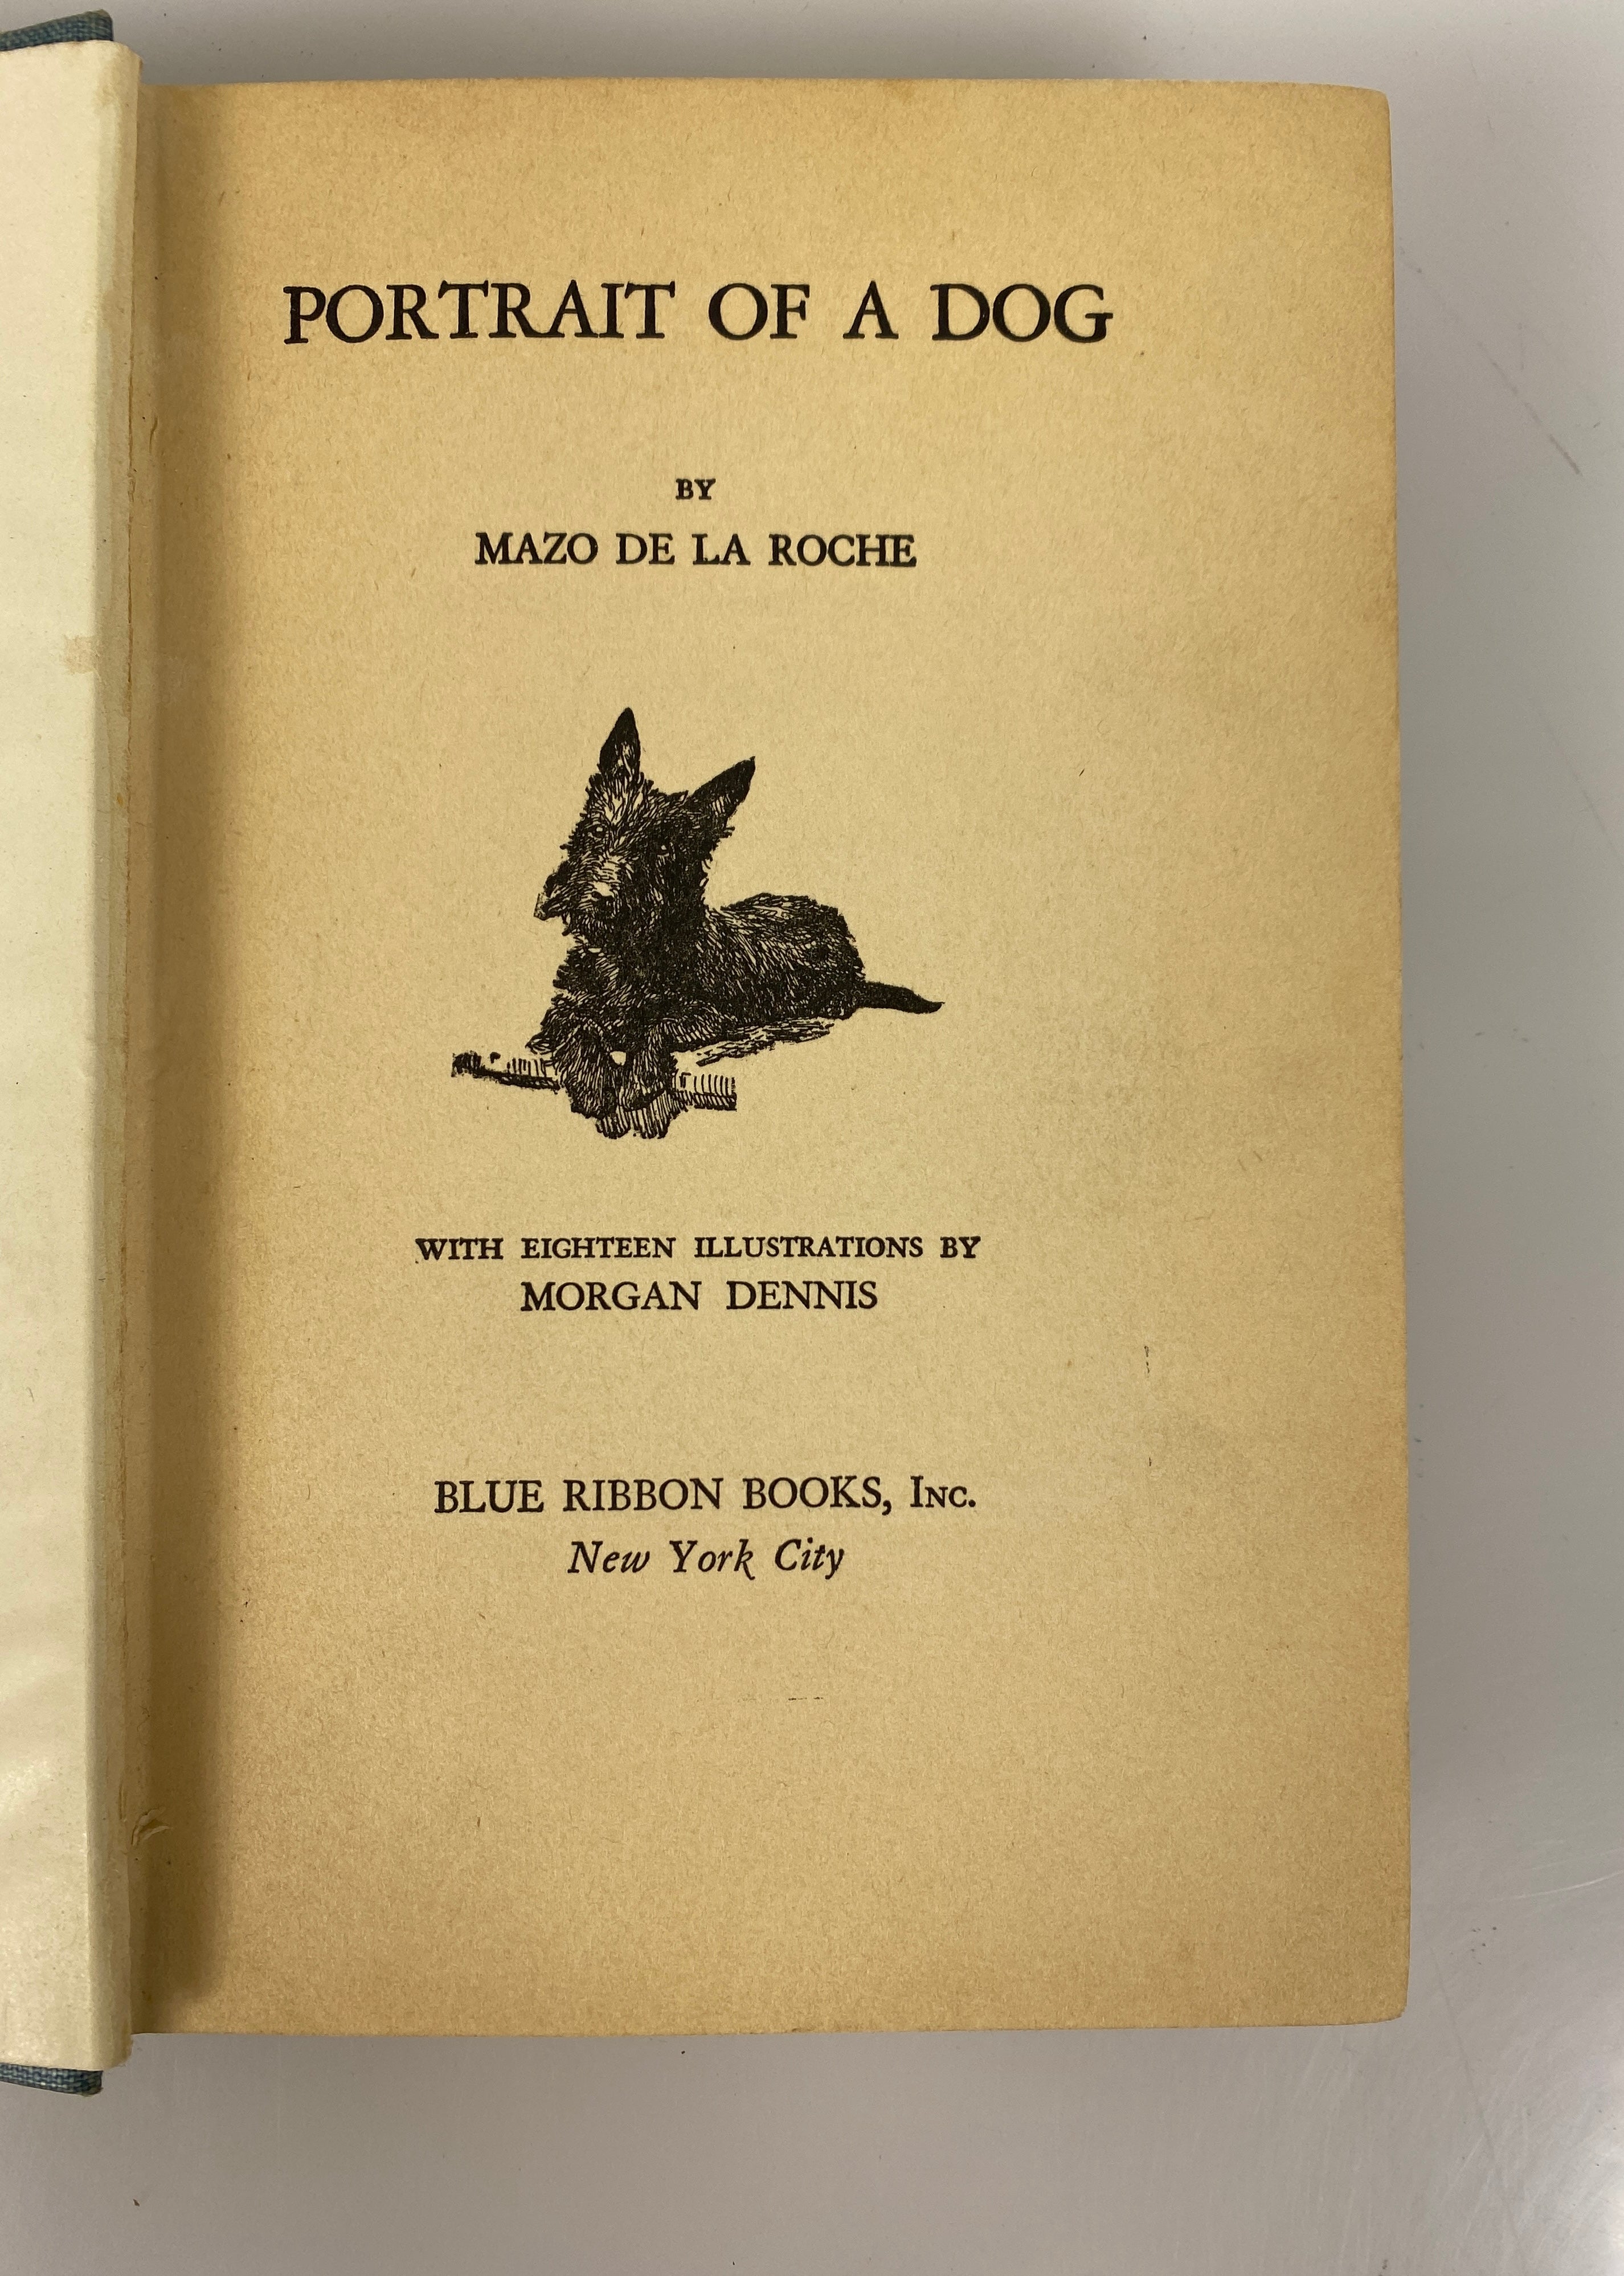 PORTRAIT OF A DOG
BY
MAZO DE LA ROCHE
WITH EIGHTEEN ILLUSTRATIONS BY
MORGAN DENNIS
BLUE RIBBON BOOKS, INC.
New York City